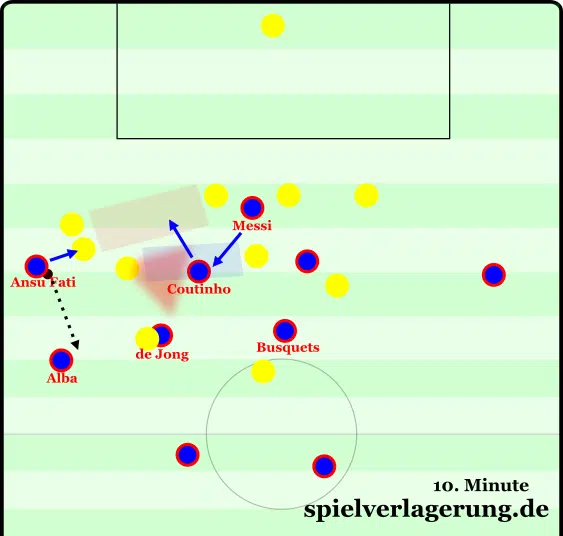 Messi
Ansu Fati
Coutinho
de Jong
Busquets
Alba
10. Minute
spielverlagerung.de